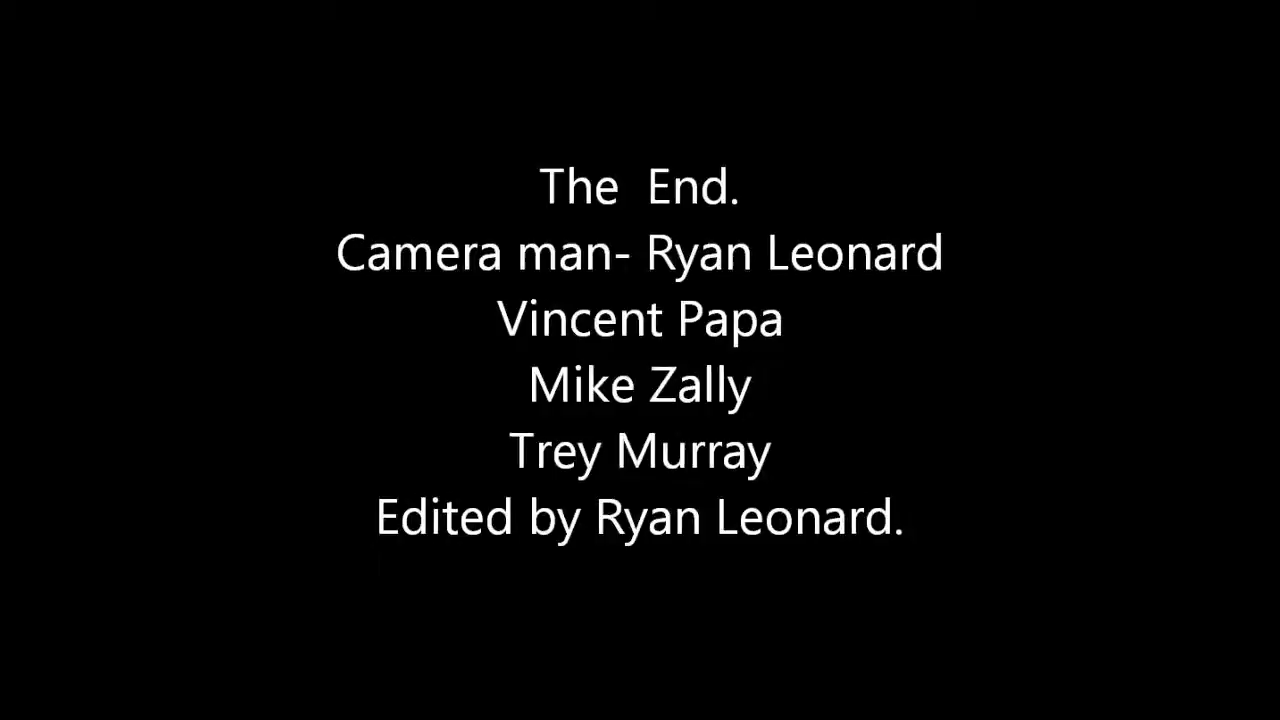 The  End.
Camera man- Ryan Leonard
Vincent Papa
Mike Zally
Trey Murray
Edited by Ryan Leonard.